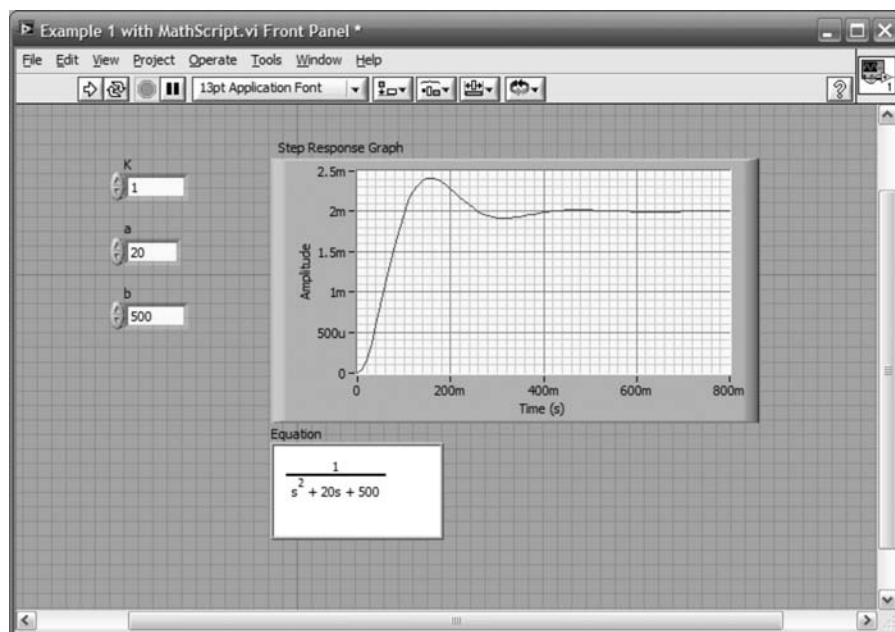 Example 1 with MathScript.vi Front Panel *
File Edit View Project Operate Tools Window Help
13pt Application Font
?
1
K
1
a
20
b
500
Step Response Graph
2.5m
2m
1.5m
1m
500u
0
Amplitude
0 200m 400m 600m 800m
Time (s)
Equation
1
s² + 20s + 500